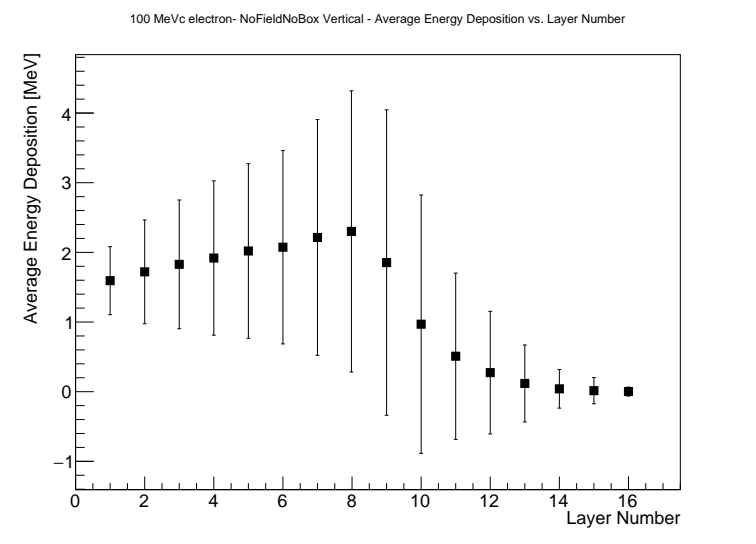 100 MeVc electron- NoFieldNoBox Vertical - Average Energy Deposition vs. Layer Number
Average Energy Deposition [MeV]
4
3
2
1
0
−1
0 2 4 6 8 10 12 14 16
Layer Number